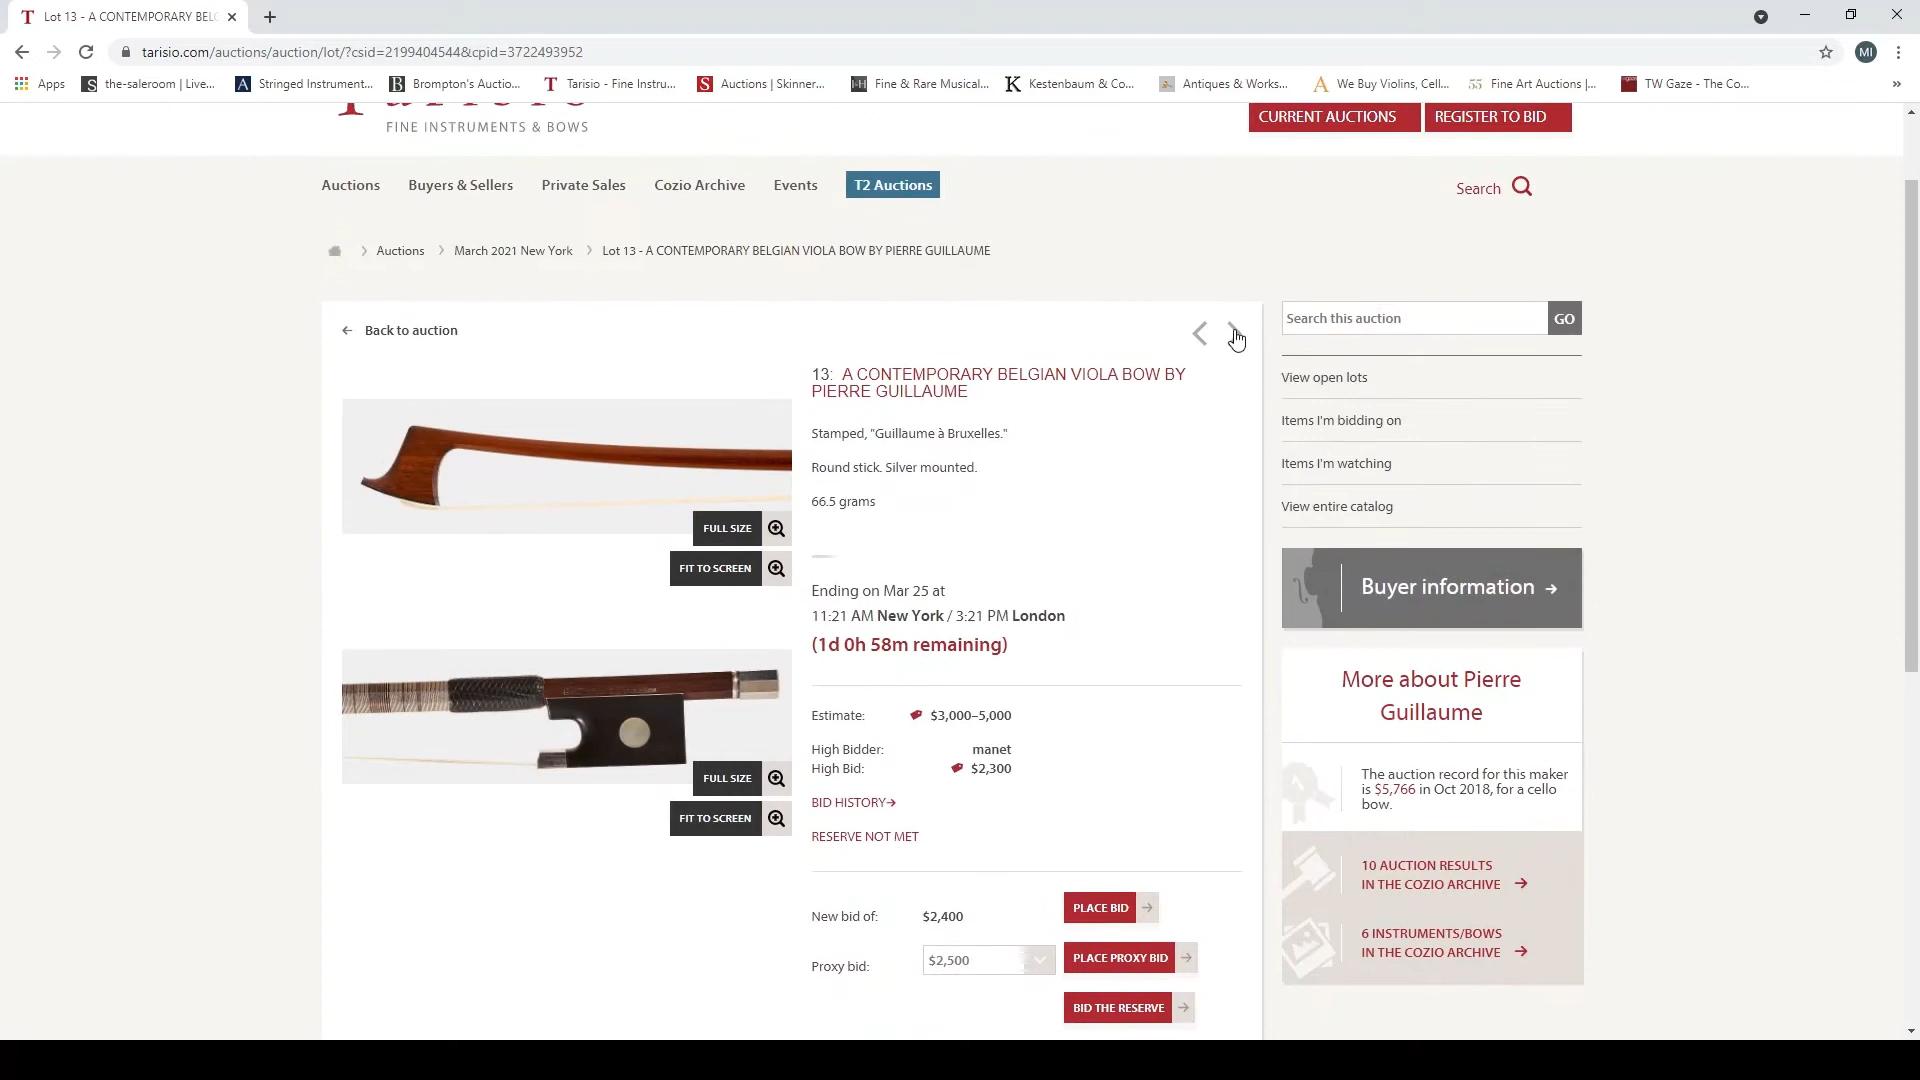 Lot 13 - A CONTEMPORARY BELG
tarisio.com/auctions/auction/lot/?csid=2199404544&cpid=3722493952
MI
Apps
the-saleroom | Live...
Stringed Instrument...
Brompton's Auctio...
Tarisio - Fine Instru...
Auctions | Skinner...
Fine & Rare Musical...
Kestenbaum & Co...
Antiques & Works...
We Buy Violins, Cell...
Fine Art Auctions |...
TW Gaze - The Co...
FINE INSTRUMENTS & BOWS
CURRENT AUCTIONS
REGISTER TO BID
Auctions
Buyers & Sellers
Private Sales
Cozio Archive
Events
T2 Auctions
Search
Auctions
March 2021 New York
Lot 13 - A CONTEMPORARY BELGIAN VIOLA BOW BY PIERRE GUILLAUME
Back to auction
13: A CONTEMPORARY BELGIAN VIOLA BOW BY
PIERRE GUILLAUME
Stamped, "Guillaume à Bruxelles."
Round stick. Silver mounted.
66.5 grams
FULL SIZE
FIT TO SCREEN
Ending on Mar 25 at
11:21 AM New York / 3:21 PM London
(1d 0h 58m remaining)
FULL SIZE
FIT TO SCREEN
Estimate: $3,000–5,000
High Bidder: manet
High Bid: $2,300
BID HISTORY→
RESERVE NOT MET
New bid of: $2,400
PLACE BID
Proxy bid: $2,500
PLACE PROXY BID
BID THE RESERVE
Search this auction
GO
View open lots
Items I'm bidding on
Items I'm watching
View entire catalog
Buyer information →
More about Pierre
Guillaume
The auction record for this maker
is $5,766 in Oct 2018, for a cello
bow.
10 AUCTION RESULTS
IN THE COZIO ARCHIVE →
6 INSTRUMENTS/BOWS
IN THE COZIO ARCHIVE →